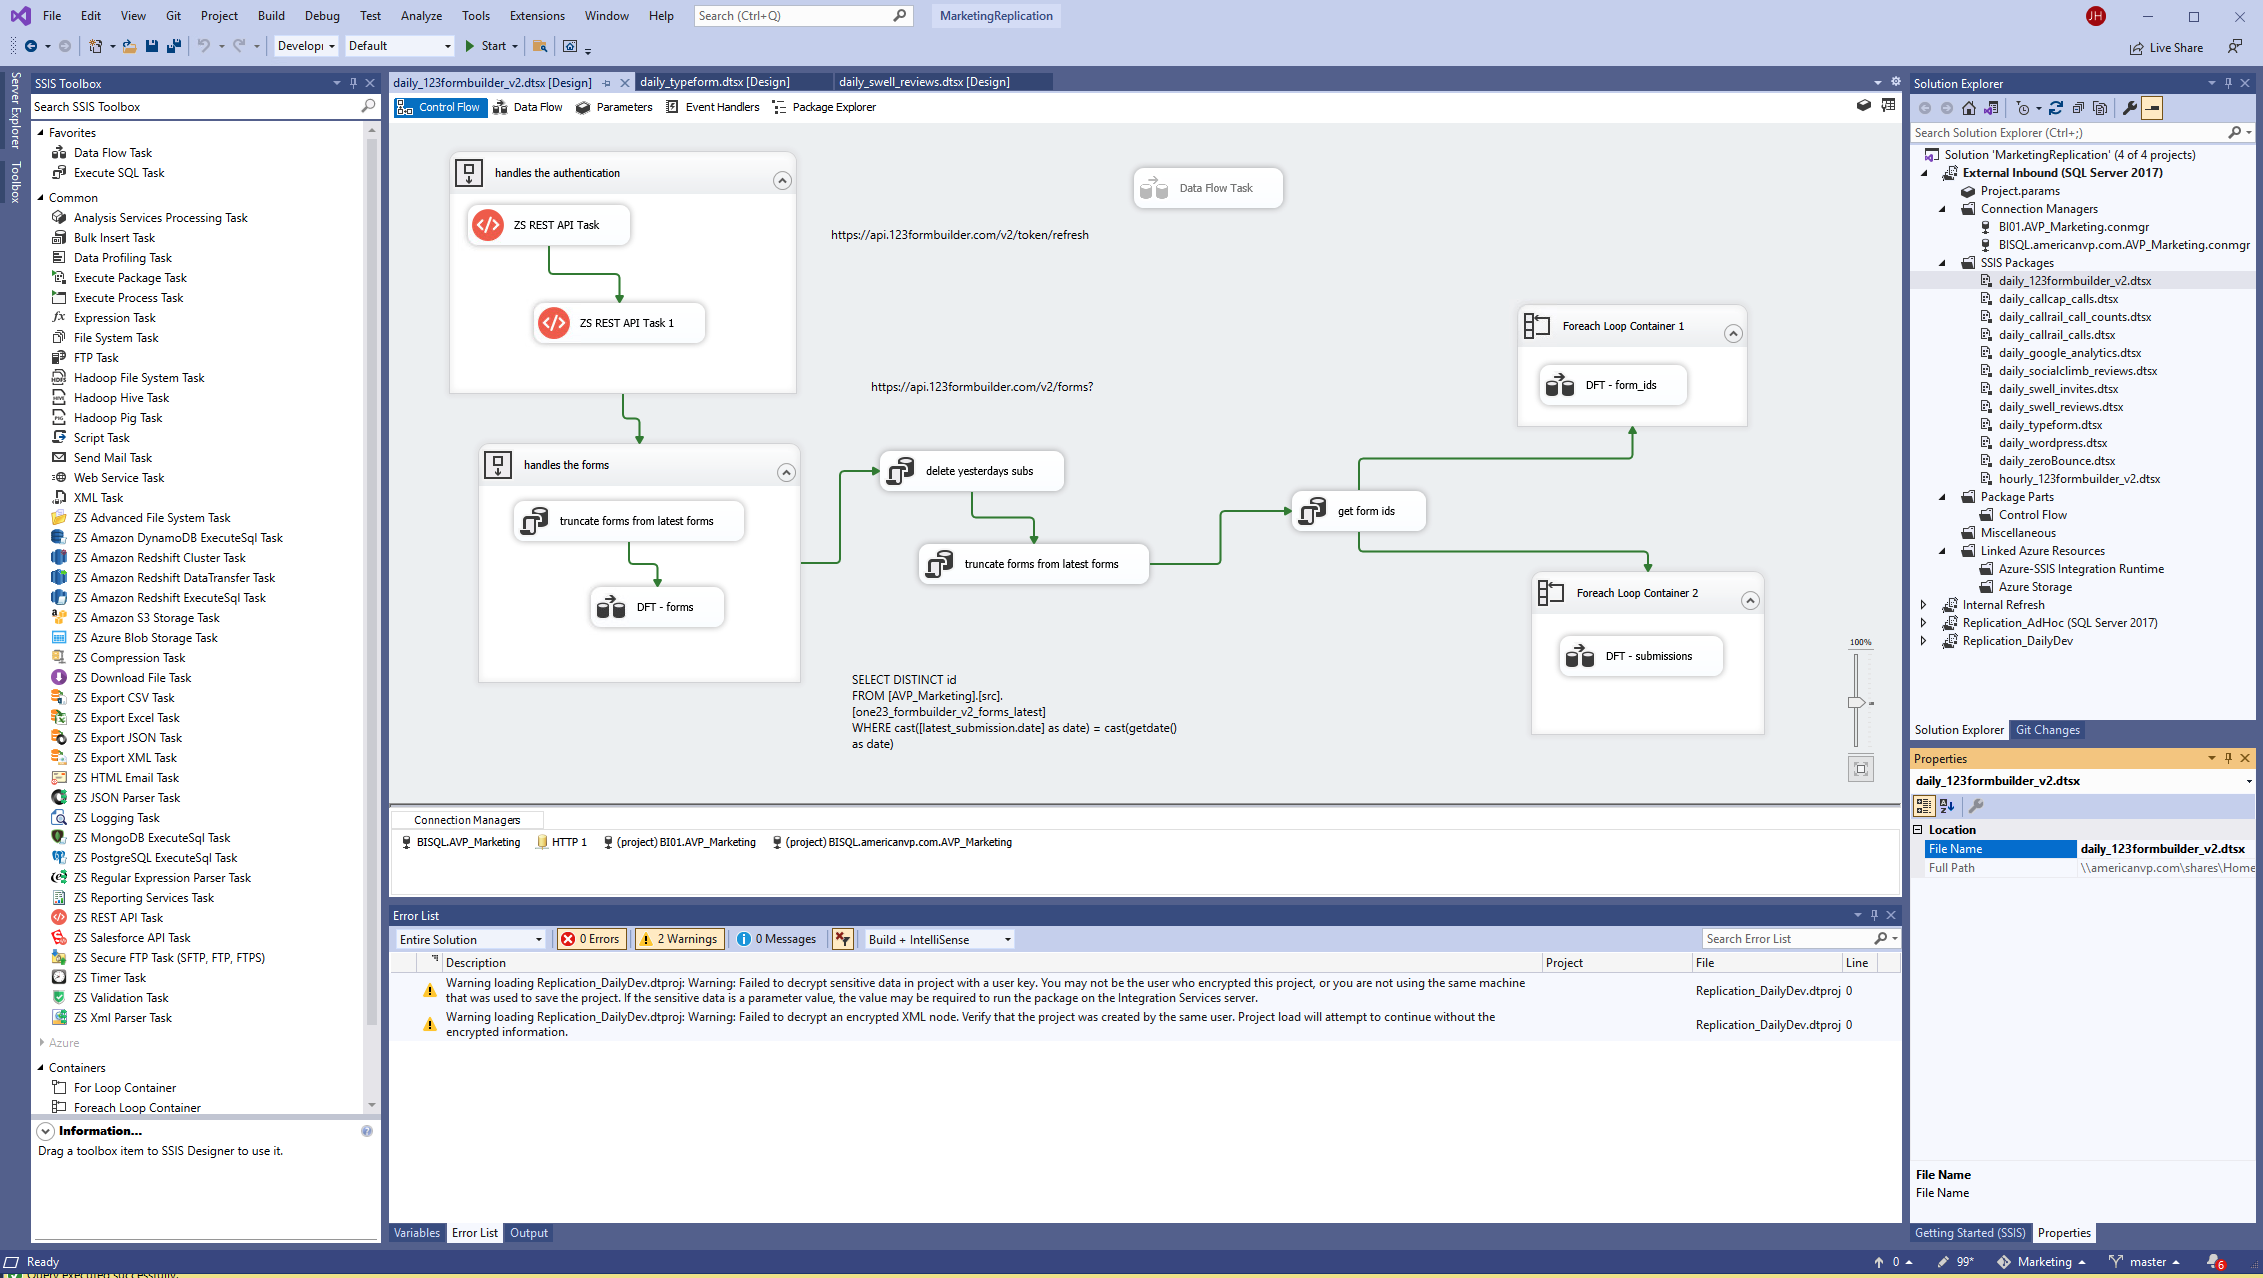 File Edit View Git Project Build Debug Test Analyze Tools Extensions Window Help Search (Ctrl+Q) MarketingReplication JH
Developi Default Start Live Share
Server Explorer
Toolbox
SSIS Toolbox
Search SSIS Toolbox
Favorites
Data Flow Task
Execute SQL Task
Common
Analysis Services Processing Task
Bulk Insert Task
Data Profiling Task
Execute Package Task
Execute Process Task
Expression Task
File System Task
FTP Task
Hadoop File System Task
Hadoop Hive Task
Hadoop Pig Task
Script Task
Send Mail Task
Web Service Task
XML Task
ZS Advanced File System Task
ZS Amazon DynamoDB ExecuteSql Task
ZS Amazon Redshift Cluster Task
ZS Amazon Redshift DataTransfer Task
ZS Amazon Redshift ExecuteSql Task
ZS Amazon S3 Storage Task
ZS Azure Blob Storage Task
ZS Compression Task
ZS Download File Task
ZS Export CSV Task
ZS Export Excel Task
ZS Export JSON Task
ZS Export XML Task
ZS HTML Email Task
ZS JSON Parser Task
ZS Logging Task
ZS MongoDB ExecuteSql Task
ZS PostgreSQL ExecuteSql Task
ZS Regular Expression Parser Task
ZS Reporting Services Task
ZS REST API Task
ZS Salesforce API Task
ZS Secure FTP Task (SFTP, FTP, FTPS)
ZS Timer Task
ZS Validation Task
ZS Xml Parser Task
Azure
Containers
For Loop Container
Foreach Loop Container
Information...
Drag a toolbox item to SSIS Designer to use it.
daily_123formbuilder_v2.dtsx [Design] daily_typeform.dtsx [Design] daily_swell_reviews.dtsx [Design]
Control Flow Data Flow Parameters Event Handlers Package Explorer
handles the authentication
ZS REST API Task
ZS REST API Task 1
Data Flow Task
https://api.123formbuilder.com/v2/token/refresh
https://api.123formbuilder.com/v2/forms?
handles the forms
truncate forms from latest forms
DFT - forms
delete yesterdays subs
truncate forms from latest forms
get form ids
Foreach Loop Container 1
DFT - form_ids
Foreach Loop Container 2
DFT - submissions
SELECT DISTINCT id
FROM [AVP_Marketing].[src].
[one23_formbuilder_v2_forms_latest]
WHERE cast([latest_submission.date] as date) = cast(getdate()
as date)
100%
Connection Managers
BISQL.AVP_Marketing HTTP 1 (project) BI01.AVP_Marketing (project) BISQL.americanvp.com.AVP_Marketing
Error List
Entire Solution 0 Errors 2 Warnings 0 Messages Build + IntelliSense Search Error List
Description Project File Line
Warning loading Replication_DailyDev.dtproj: Warning: Failed to decrypt sensitive data in project with a user key. You may not be the user who encrypted this project, or you are not using the same machine
that was used to save the project. If the sensitive data is a parameter value, the value may be required to run the package on the Integration Services server.
Replication_DailyDev.dtproj 0
Warning loading Replication_DailyDev.dtproj: Warning: Failed to decrypt an encrypted XML node. Verify that the project was created by the same user. Project load will attempt to continue without the
encrypted information.
Replication_DailyDev.dtproj 0
Variables Error List Output
Solution Explorer
Search Solution Explorer (Ctrl+;)
Solution 'MarketingReplication' (4 of 4 projects)
External Inbound (SQL Server 2017)
Project.params
Connection Managers
BI01.AVP_Marketing.conmgr
BISQL.americanvp.com.AVP_Marketing.conmgr
SSIS Packages
daily_123formbuilder_v2.dtsx
daily_callcap_calls.dtsx
daily_callrail_call_counts.dtsx
daily_callrail_calls.dtsx
daily_google_analytics.dtsx
daily_socialclimb_reviews.dtsx
daily_swell_invites.dtsx
daily_swell_reviews.dtsx
daily_typeform.dtsx
daily_wordpress.dtsx
daily_zeroBounce.dtsx
hourly_123formbuilder_v2.dtsx
Package Parts
Control Flow
Miscellaneous
Linked Azure Resources
Azure-SSIS Integration Runtime
Azure Storage
Internal Refresh
Replication_AdHoc (SQL Server 2017)
Replication_DailyDev
Solution Explorer Git Changes
Properties
daily_123formbuilder_v2.dtsx
Location
File Name daily_123formbuilder_v2.dtsx
Full Path \\americanvp.com\shares\Home
File Name
File Name
Getting Started (SSIS) Properties
Ready 0 99* Marketing master 6
Query executed successfully.